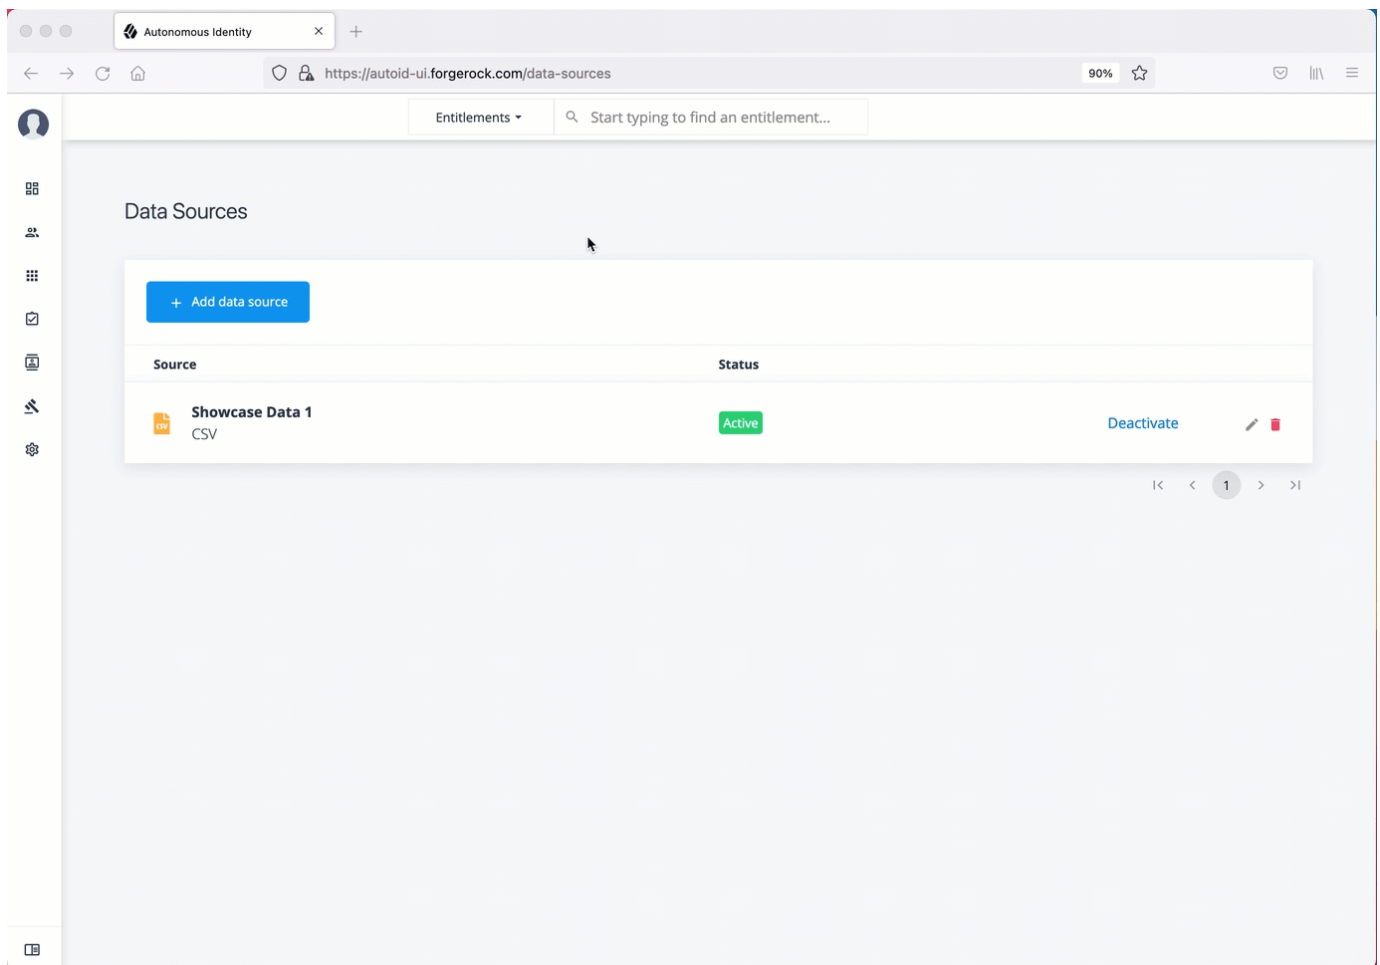 Autonomous Identity
https://autoid-ui.forgerock.com/data-sources
90%
Entitlements
Start typing to find an entitlement...
Data Sources
+ Add data source
Source Status
Showcase Data 1
CSV
CSV
Active
Deactivate
1